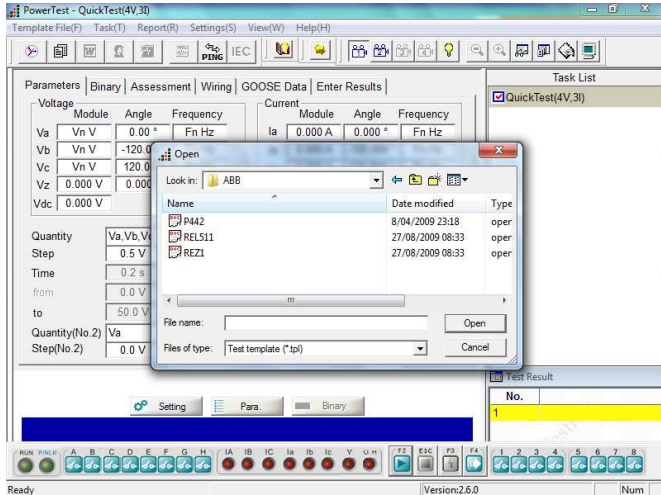 PowerTest - QuickTest(4V,3I)
Template File(F) Task(T) Report(R) Settings(S) View(W) Help(H)
PING IEC
Parameters Binary Assessment Wiring GOOSE Data Enter Results
Task List
QuickTest(4V,3I)
Voltage Current
Module Angle Frequency Module Angle Frequency
Va Vn V 0.00 ° Fn Hz Ia 0.000 A 0.000 ° Fn Hz
Vb Vn V -120.0
Vc Vn V 120.0
Vz 0.000 V 0.000
Vdc 0.000 V
Open
Look in: ABB
Name Date modified Type
P442 8/04/2009 23:18 oper
REL511 27/08/2009 08:33 oper
REZ1 27/08/2009 08:33 oper
File name: Open
Files of type: Test template (*.tpl) Cancel
Quantity Va,Vb,Vc
Step 0.5 V
Time 0.2 s
from 0.0 V
to 50.0 V
Quantity(No.2) Va
Step(No.2) 0.0 V
Setting Para. Binary
Test Result
No.
1
RUN A B C D E F G H IA IB IC Ia Ib Ic V O.H F2 ESC F3 F4 1 2 3 4 5 6 7 8
Ready Version:2.6.0 Num